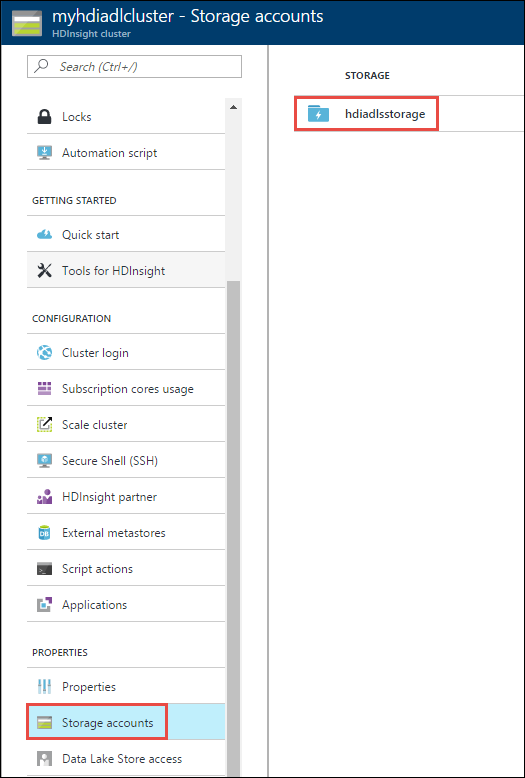 myhdiadlcluster - Storage accounts
HDInsight cluster
Search (Ctrl+/)
Locks
Automation script
GETTING STARTED
Quick start
Tools for HDInsight
CONFIGURATION
Cluster login
Subscription cores usage
Scale cluster
Secure Shell (SSH)
HDInsight partner
External metastores
DB
Script actions
Applications
PROPERTIES
Properties
Storage accounts
Data Lake Store access
STORAGE
hdiadlsstorage